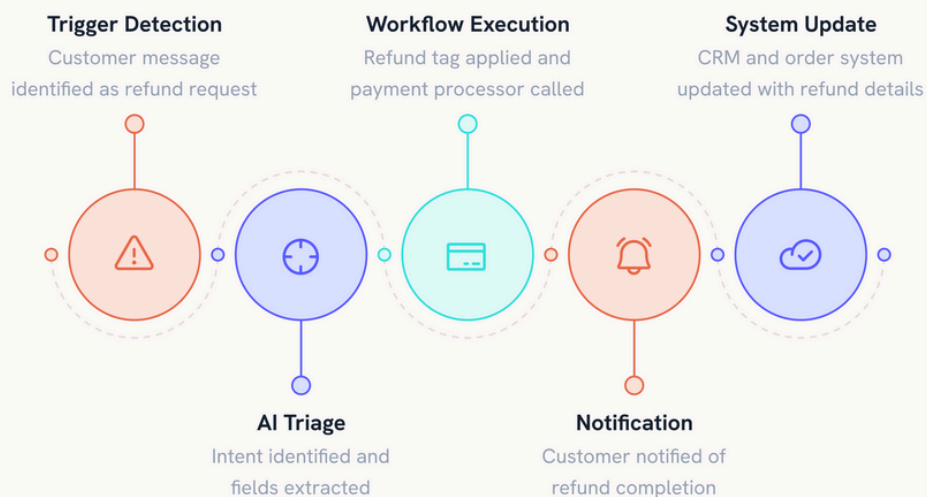 Trigger Detection
Customer message
identified as refund request
AI Triage
Intent identified and
fields extracted
Workflow Execution
Refund tag applied and
payment processor called
Notification
Customer notified of
refund completion
System Update
CRM and order system
updated with refund details